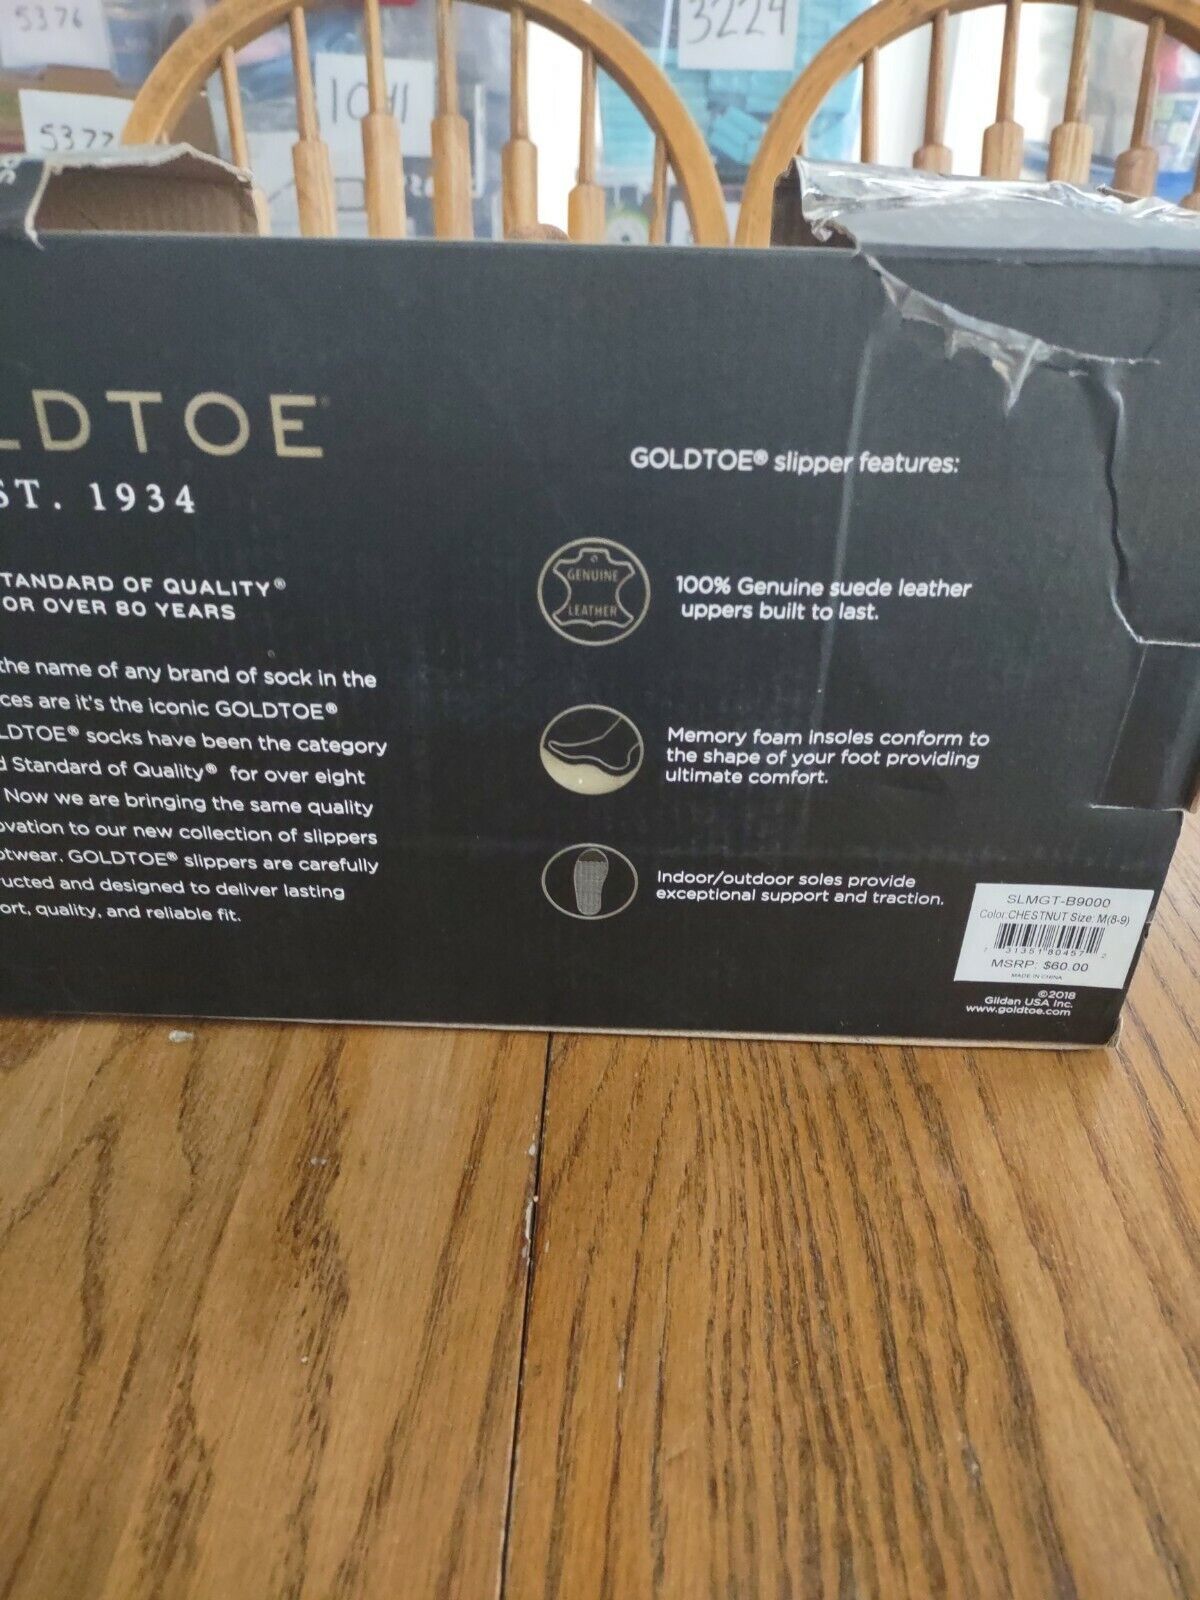 5376
3224
1041
5377
LDTOE
ST. 1934
TANDARD OF QUALITY®
OR OVER 80 YEARS
the name of any brand of sock in the
ces are it's the iconic GOLDTOE®
LDTOE® socks have been the category
d Standard of Quality® for over eight
Now we are bringing the same quality
ovation to our new collection of slippers
otwear. GOLDTOE® slippers are carefully
ucted and designed to deliver lasting
ort, quality, and reliable fit.
GOLDTOE® slipper features:
GENUINE
LEATHER
100% Genuine suede leather
uppers built to last.
Memory foam insoles conform to
the shape of your foot providing
ultimate comfort.
Indoor/outdoor soles provide
exceptional support and traction.
SLMGT-B9000
Color:CHESTNUT Size: M(8-9)
7 31351 80457 2
MSRP: $60.00
MADE IN CHINA
©2018
Gildan USA Inc.
www.goldtoe.com